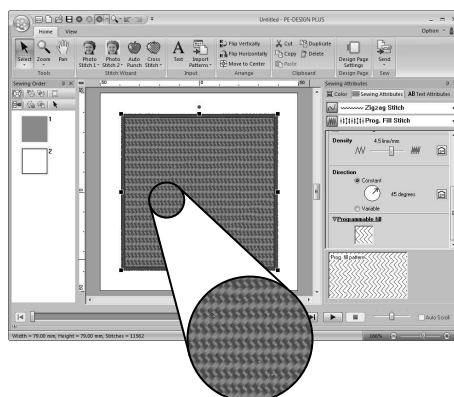 Untitled - PE-DESIGN PLUS
Home View
Option
Select Zoom Pan
Photo Stitch 1 Photo Stitch 2 Auto Punch Cross Stitch
Text Import Patterns
Flip Vertically
Flip Horizontally
Move to Center
Cut Duplicate
Copy Delete
Paste
Design Page Settings
Send
Tools Stitch Wizard Input Arrange Clipboard Design Page Sew
Sewing Order
1
2
Sewing Attributes
Color Sewing Attributes AB Text Attributes
Zigzag Stitch
Prog. Fill Stitch
Density 4.5 line/mm
Direction
Constant
45 degrees
Variable
Programmable fill
Prog. fill pattern
Auto Scroll
Width = 79.00 mm, Height = 79.00 mm, Stitches = 11562
100%